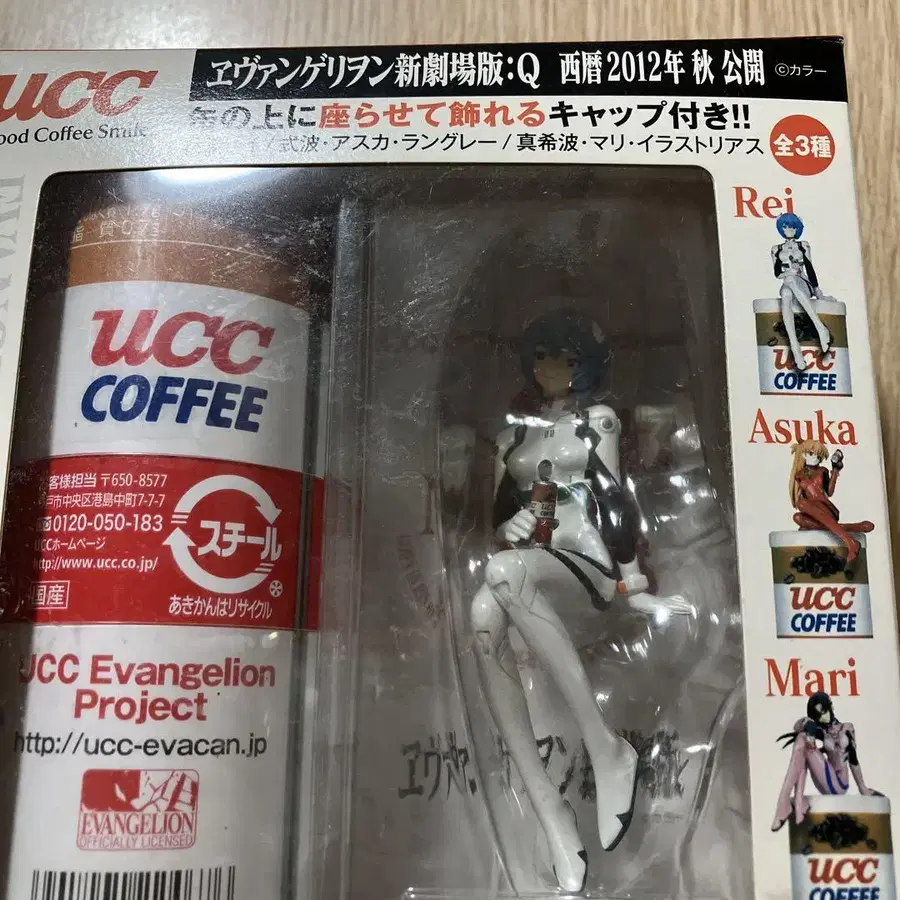 ucc
ood Coffee Smile
ヱヴァンゲリヲン新劇場版:Q 西暦2012年 秋 公開 ©カラー
缶の上に座らせて飾れるキャップ付き!!
イ/式波・アスカ・ラングレー/真希波・マリ・イラストリアス
全3種
Rei
UCC
COFFEE
Asuka
UCC
COFFEE
Mari
UCC
COFFEE
質0.7g
UCC
COFFEE
客様担当 〒650-8577
戸市中央区港島中町7-7-7
0120-050-183
UCCホームページ
http://www.ucc.co.jp/
国産
スチール
あきかんはリサイクル
UCC Evangelion
Project
http://ucc-evacan.jp
EVANGELION
OFFICIALLY LICENSED